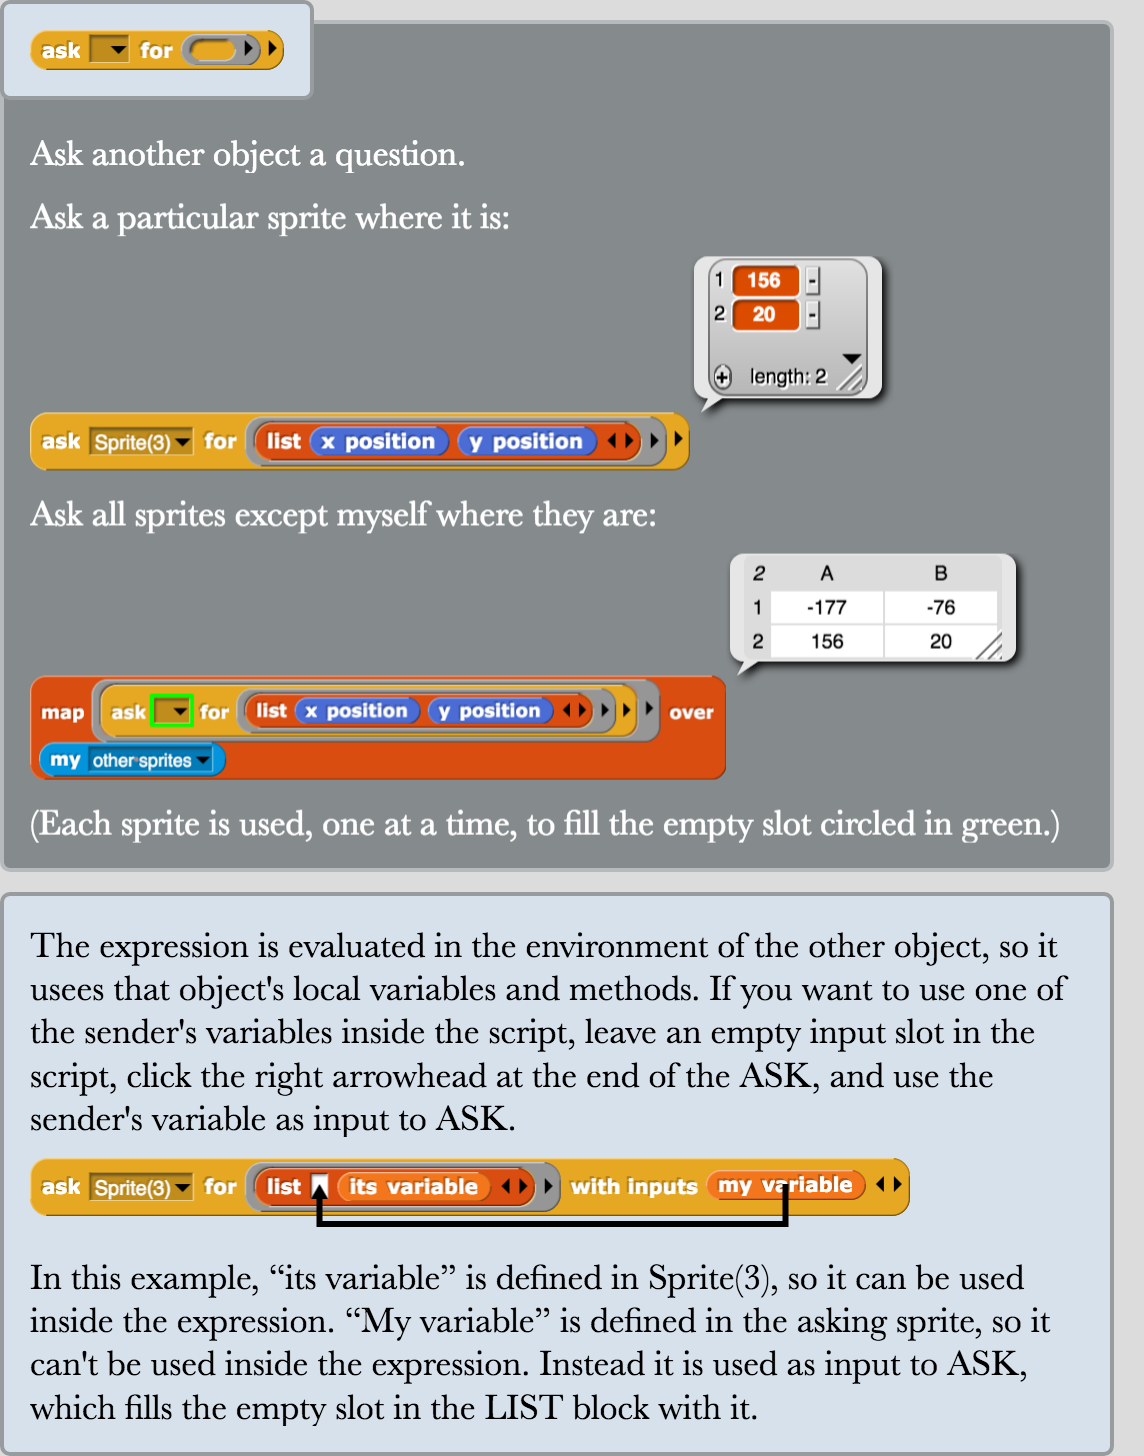 ask for
Ask another object a question.
Ask a particular sprite where it is:
1 156 -
2 20 -
length: 2
ask Sprite(3) for list x position y position
Ask all sprites except myself where they are:
2 A B
1 -177 -76
2 156 20
map ask for list x position y position over
my other sprites
(Each sprite is used, one at a time, to fill the empty slot circled in green.)
The expression is evaluated in the environment of the other object, so it
usees that object's local variables and methods. If you want to use one of
the sender's variables inside the script, leave an empty input slot in the
script, click the right arrowhead at the end of the ASK, and use the
sender's variable as input to ASK.
ask Sprite(3) for list its variable with inputs my variable
In this example, “its variable” is defined in Sprite(3), so it can be used
inside the expression. “My variable” is defined in the asking sprite, so it
can't be used inside the expression. Instead it is used as input to ASK,
which fills the empty slot in the LIST block with it.